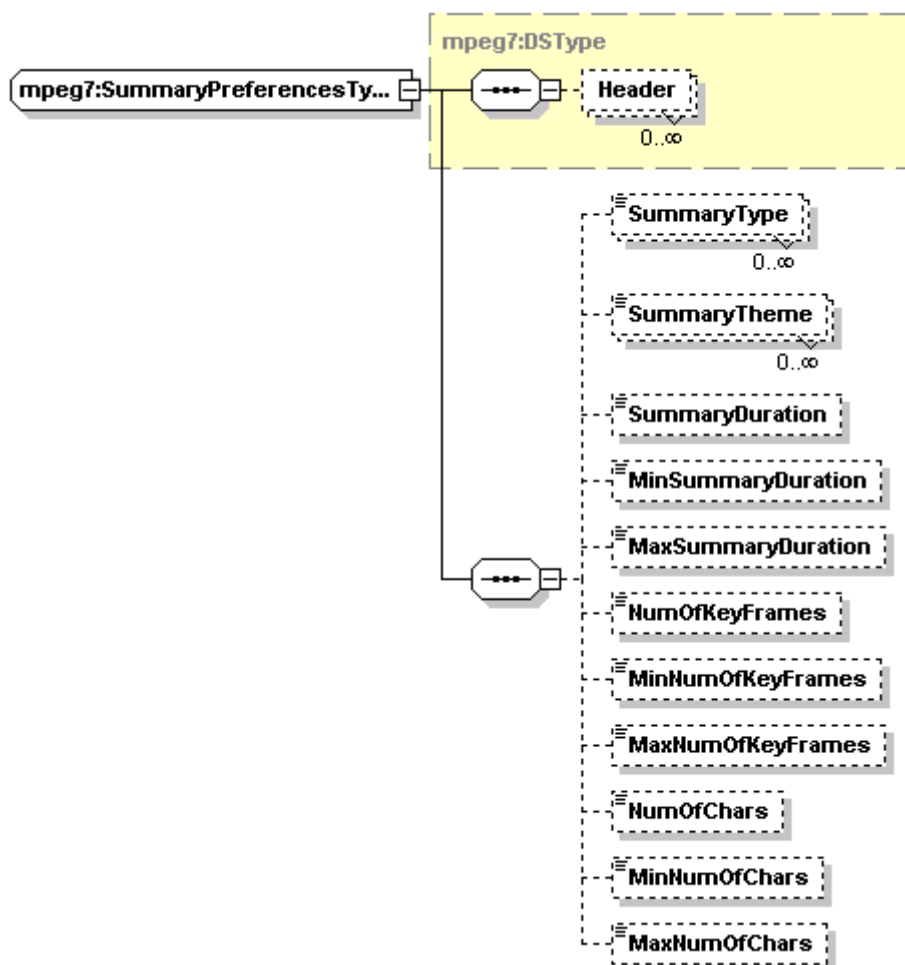 mpeg7:DSType
mpeg7:SummaryPreferencesTy...
Header
0..∞
SummaryType
0..∞
SummaryTheme
0..∞
SummaryDuration
MinSummaryDuration
MaxSummaryDuration
NumOfKeyFrames
MinNumOfKeyFrames
MaxNumOfKeyFrames
NumOfChars
MinNumOfChars
MaxNumOfChars